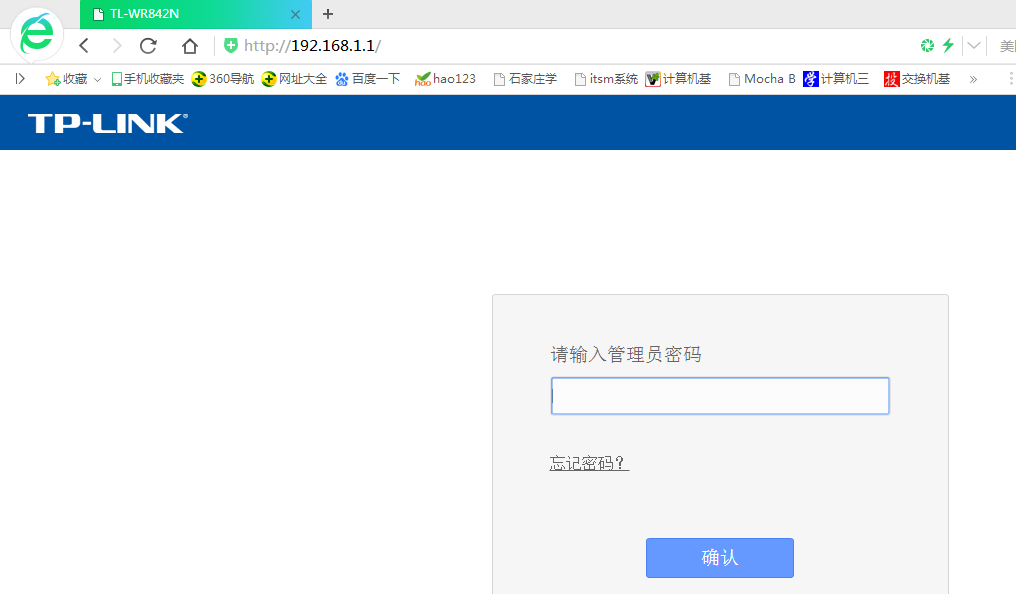 TL-WR842N
http://192.168.1.1/
收藏 手机收藏夹 360导航 网址大全 百度一下 hao123 石家庄学 itsm系统 计算机基 Mocha B 学 计算机三 技 交换机基 »
TP-LINK®
请输入管理员密码
忘记密码？
确认